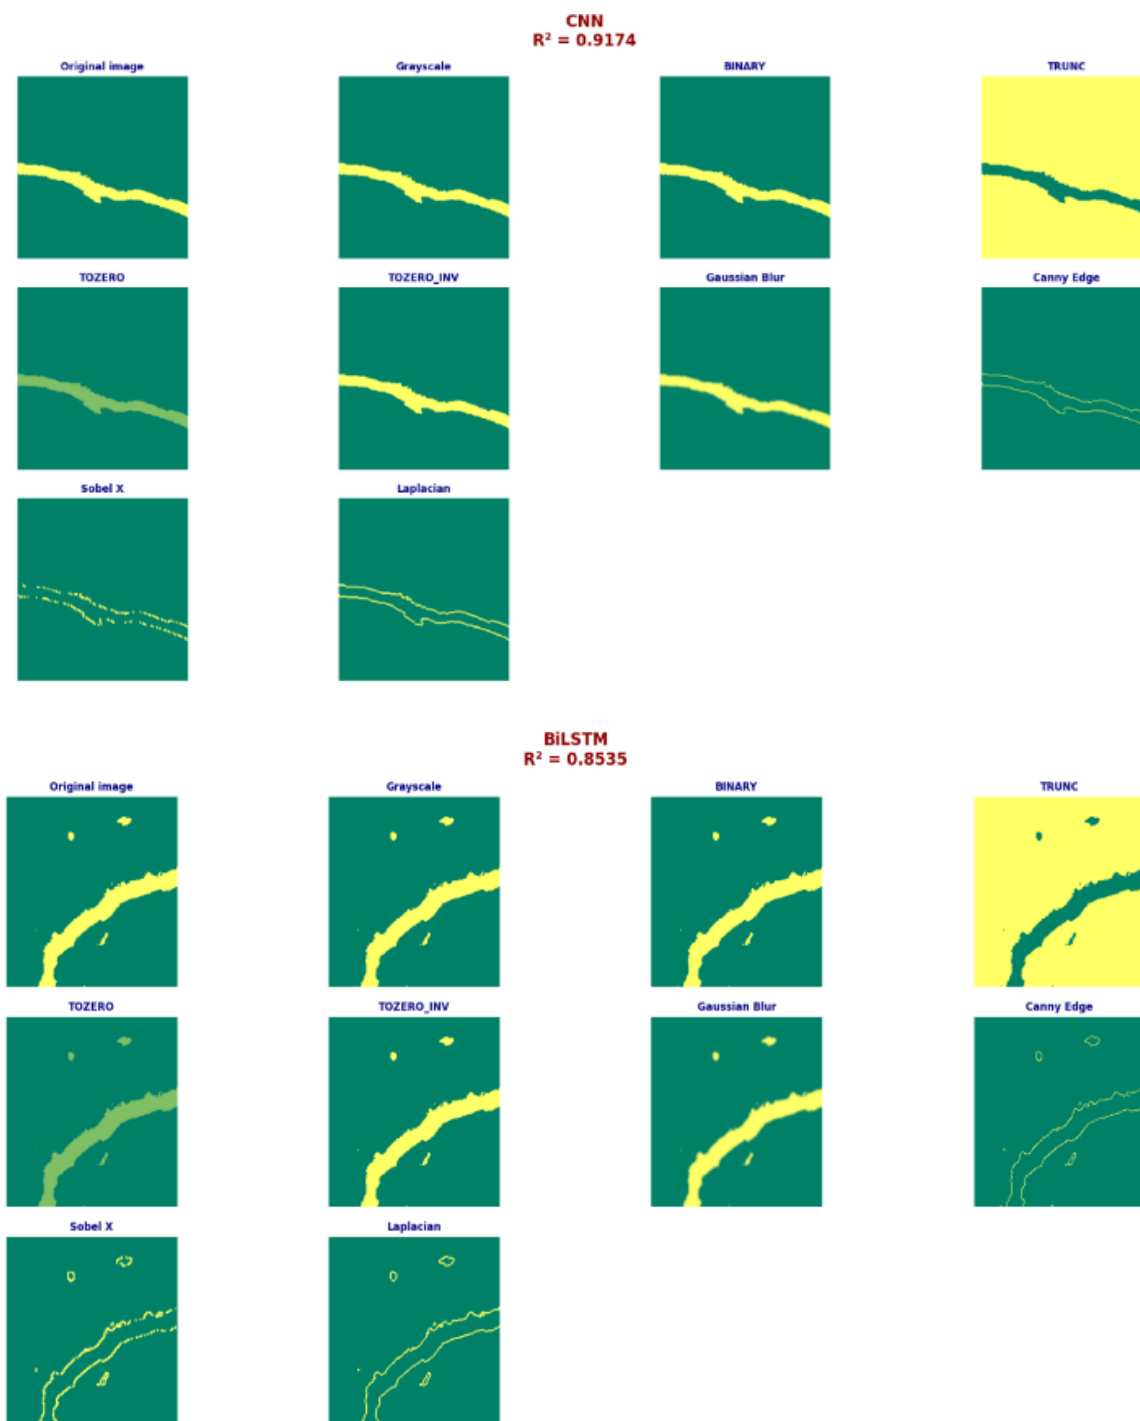 CNN
R² = 0.9174
Original image
Grayscale
BINARY
TRUNC
TOZERO
TOZERO_INV
Gaussian Blur
Canny Edge
Sobel X
Laplacian
BiLSTM
R² = 0.8535
Original image
Grayscale
BINARY
TRUNC
TOZERO
TOZERO_INV
Gaussian Blur
Canny Edge
Sobel X
Laplacian